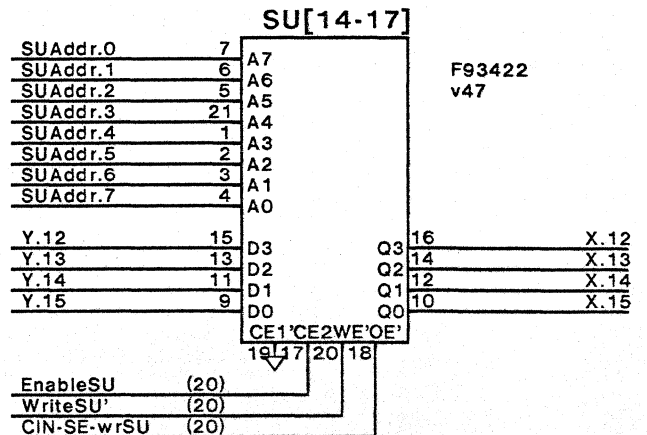 SU[14-17]
SUAddr.0 7 A7
SUAddr.1 6 A6
SUAddr.2 5 A5
SUAddr.3 21 A4
SUAddr.4 1 A3
SUAddr.5 2 A2
SUAddr.6 3 A1
SUAddr.7 4 A0
F93422
v47
Y.12 15 D3 Q3 16 X.12
Y.13 13 D2 Q2 14 X.13
Y.14 11 D1 Q1 12 X.14
Y.15 9 D0 Q0 10 X.15
CE1'CE2WE'OE'
19 17 20 18
EnableSU (20)
WriteSU' (20)
CIN-SE-wrSU (20)